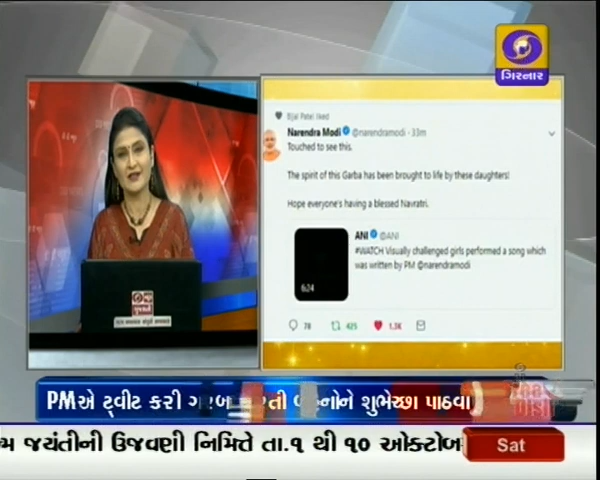 ગિરનાર
Bijal Patel liked
Narendra Modi @narendramodi · 33m
Touched to see this.
The spirit of this Garba has been brought to life by these daughters!
Hope everyone's having a blessed Navratri.
ANI @ANI
#WATCH Visually challenged girls performed a song which
was written by PM @narendramodi
6:24
78 425 1.3K
PMએ ટ્વીટ કરી શુભેચ્છા પાઠવી
મ જયંતીની ઉજવણી નિમિત્તે તા.૧ થી ૧૦ ઓક્ટોબ
Sat